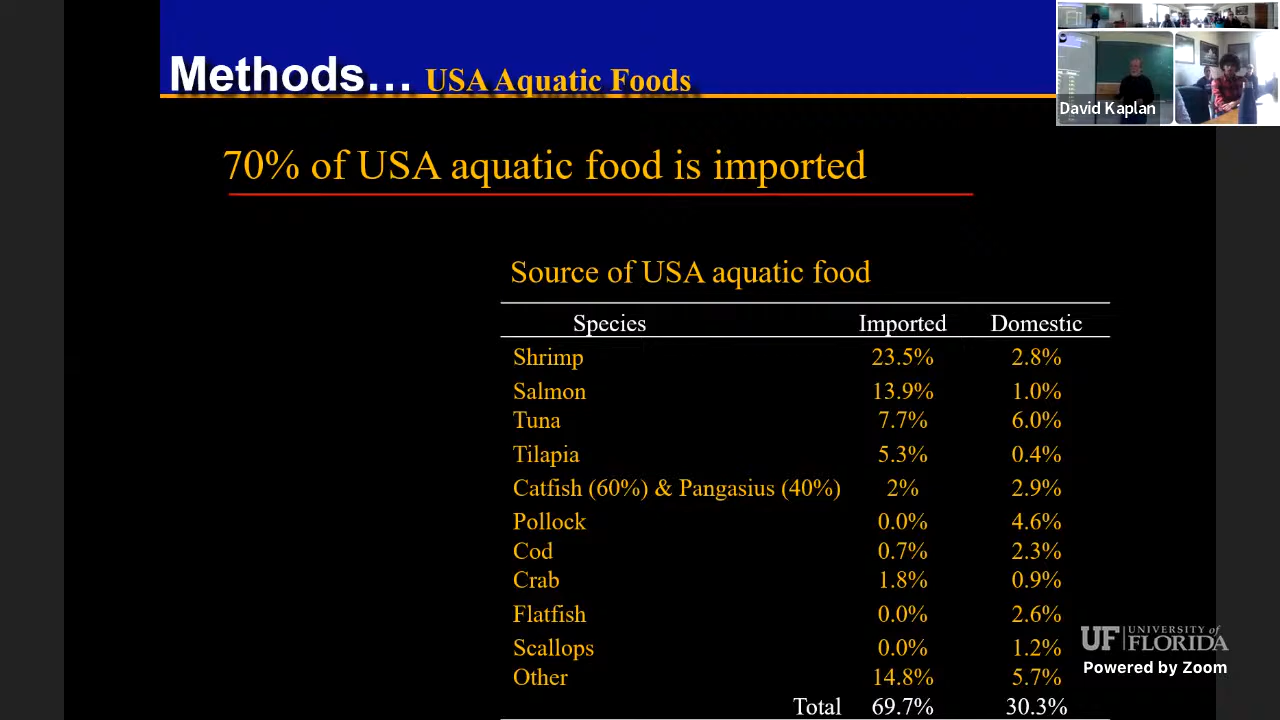 Methods... USA Aquatic Foods
David Kaplan
70% of USA aquatic food is imported
Source of USA aquatic food
Species Imported Domestic
Shrimp 23.5% 2.8%
Salmon 13.9% 1.0%
Tuna 7.7% 6.0%
Tilapia 5.3% 0.4%
Catfish (60%) & Pangasius (40%) 2% 2.9%
Pollock 0.0% 4.6%
Cod 0.7% 2.3%
Crab 1.8% 0.9%
Flatfish 0.0% 2.6%
Scallops 0.0% 1.2%
Other 14.8% 5.7%
Total 69.7% 30.3%
UF UNIVERSITY of
FLORIDA
Powered by Zoom